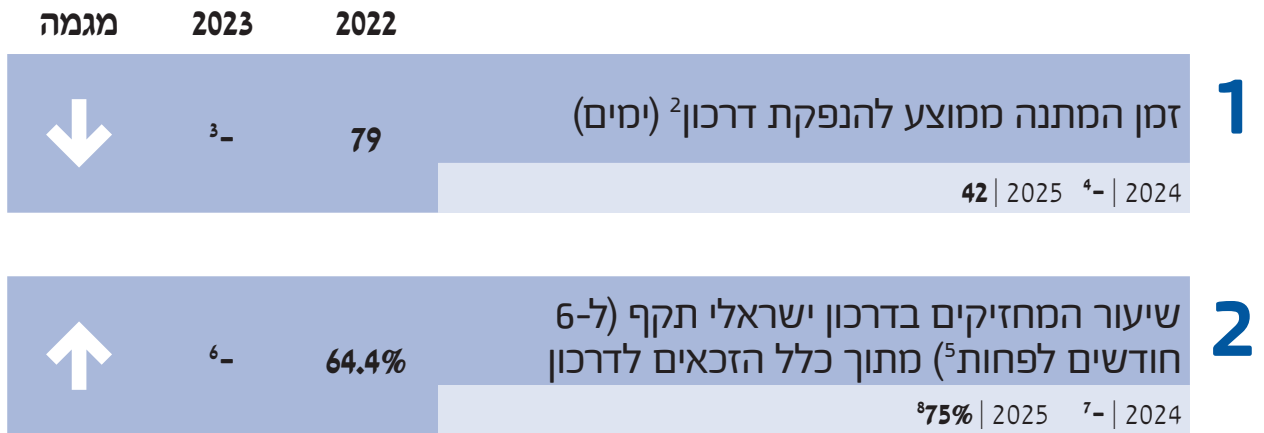 2022 2023 מגמה
1 זמן המתנה ממוצע להנפקת דרכון² (ימים) 79 –³
2024 | –⁴ 2025 | 42
2 שיעור המחזיקים בדרכון ישראלי תקף (ל-6
חודשים לפחות⁵) מתוך כלל הזכאים לדרכון 64.4% –⁶
2024 | –⁷ 2025 | 75%⁸